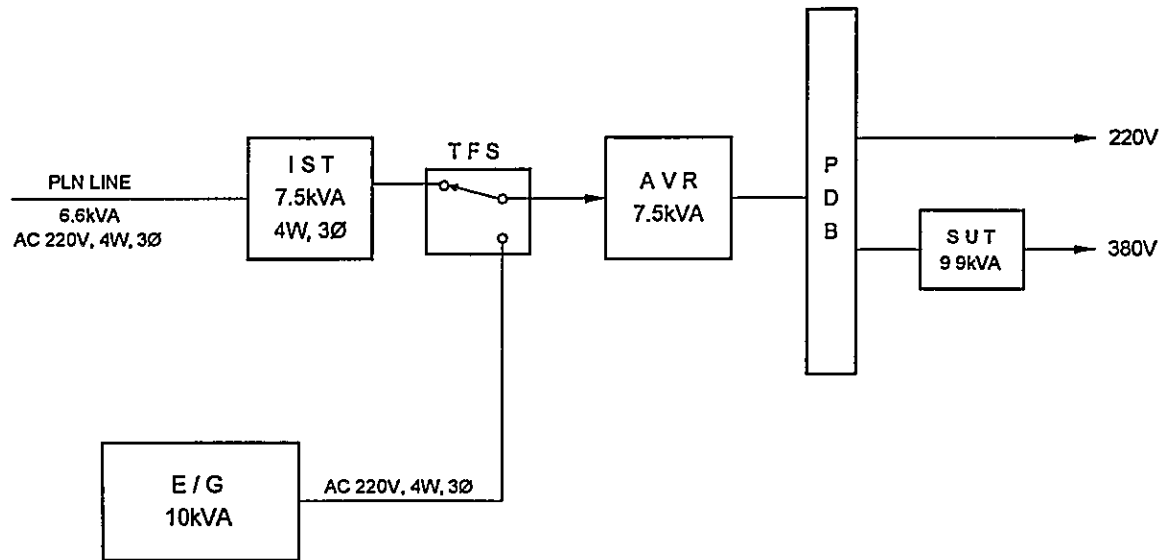 PLN LINE
6.6kVA
AC 220V, 4W, 3Ø
I S T
7.5kVA
4W, 3Ø
T F S
A V R
7.5kVA
P
D
B
220V
S U T
9 9kVA
380V
E / G
10kVA
AC 220V, 4W, 3Ø